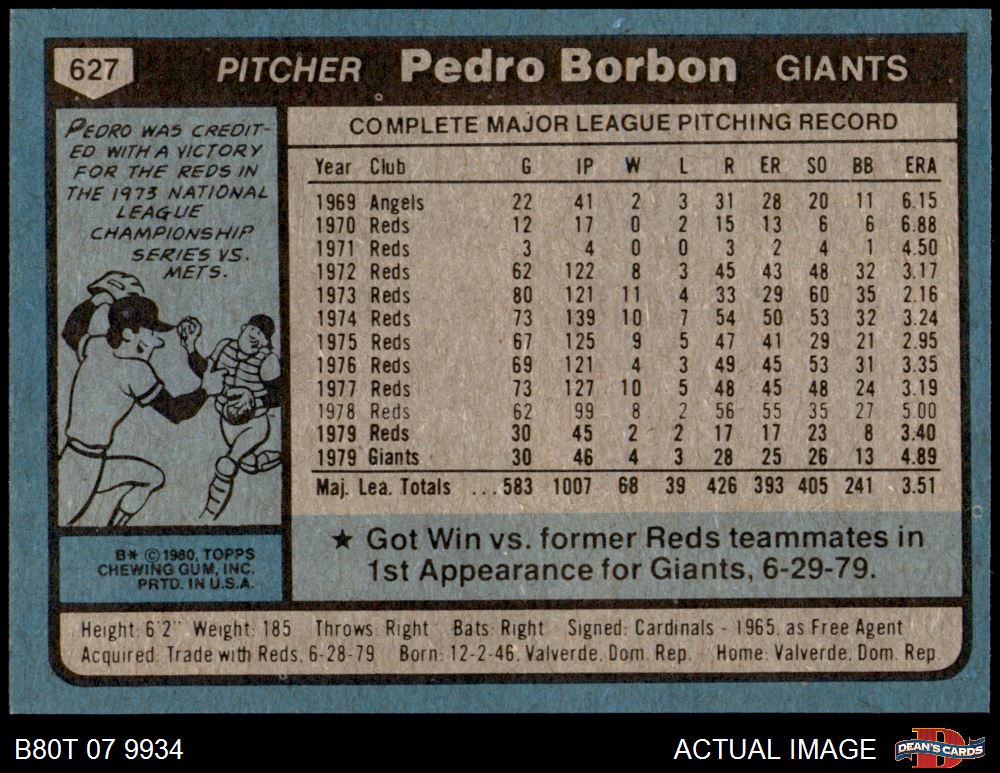 627 PITCHER Pedro Borbon GIANTS
PEDRO WAS CREDIT-
ED WITH A VICTORY
FOR THE REDS IN
THE 1973 NATIONAL
LEAGUE
CHAMPIONSHIP
SERIES VS.
METS.
COMPLETE MAJOR LEAGUE PITCHING RECORD
Year Club G IP W L R ER SO BB ERA
1969 Angels 22 41 2 3 31 28 20 11 6.15
1970 Reds 12 17 0 2 15 13 6 6 6.88
1971 Reds 3 4 0 0 3 2 4 1 4.50
1972 Reds 62 122 8 3 45 43 48 32 3.17
1973 Reds 80 121 11 4 33 29 60 35 2.16
1974 Reds 73 139 10 7 54 50 53 32 3.24
1975 Reds 67 125 9 5 47 41 29 21 2.95
1976 Reds 69 121 4 3 49 45 53 31 3.35
1977 Reds 73 127 10 5 48 45 48 24 3.19
1978 Reds 62 99 8 2 56 55 35 27 5.00
1979 Reds 30 45 2 2 17 17 23 8 3.40
1979 Giants 30 46 4 3 28 25 26 13 4.89
Maj. Lea. Totals ...583 1007 68 39 426 393 405 241 3.51
★ Got Win vs. former Reds teammates in
1st Appearance for Giants, 6-29-79.
B* © 1980, TOPPS
CHEWING GUM, INC.
PRTD. IN U.S.A.
Height: 6'2" Weight: 185 Throws: Right Bats: Right Signed: Cardinals - 1965, as Free Agent
Acquired: Trade with Reds, 6-28-79 Born: 12-2-46, Valverde, Dom. Rep. Home: Valverde, Dom. Rep.
B80T 07 9934 ACTUAL IMAGE D DEAN'S CARDS